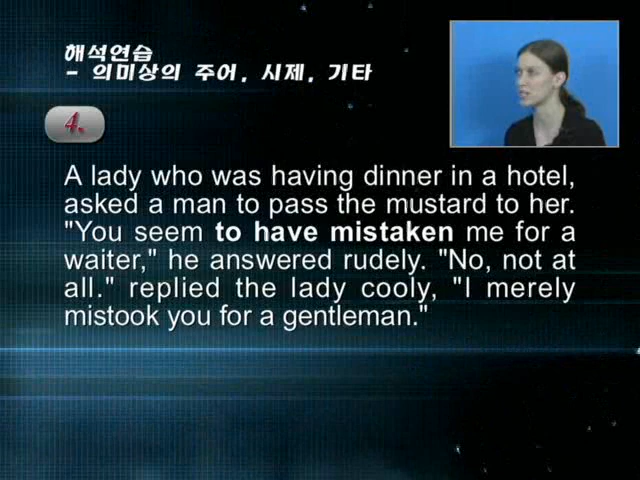 해석연습
- 의미상의 주어, 시제, 기타
4.
A lady who was having dinner in a hotel,
asked a man to pass the mustard to her.
"You seem to have mistaken me for a
waiter," he answered rudely. "No, not at
all." replied the lady cooly, "I merely
mistook you for a gentleman."